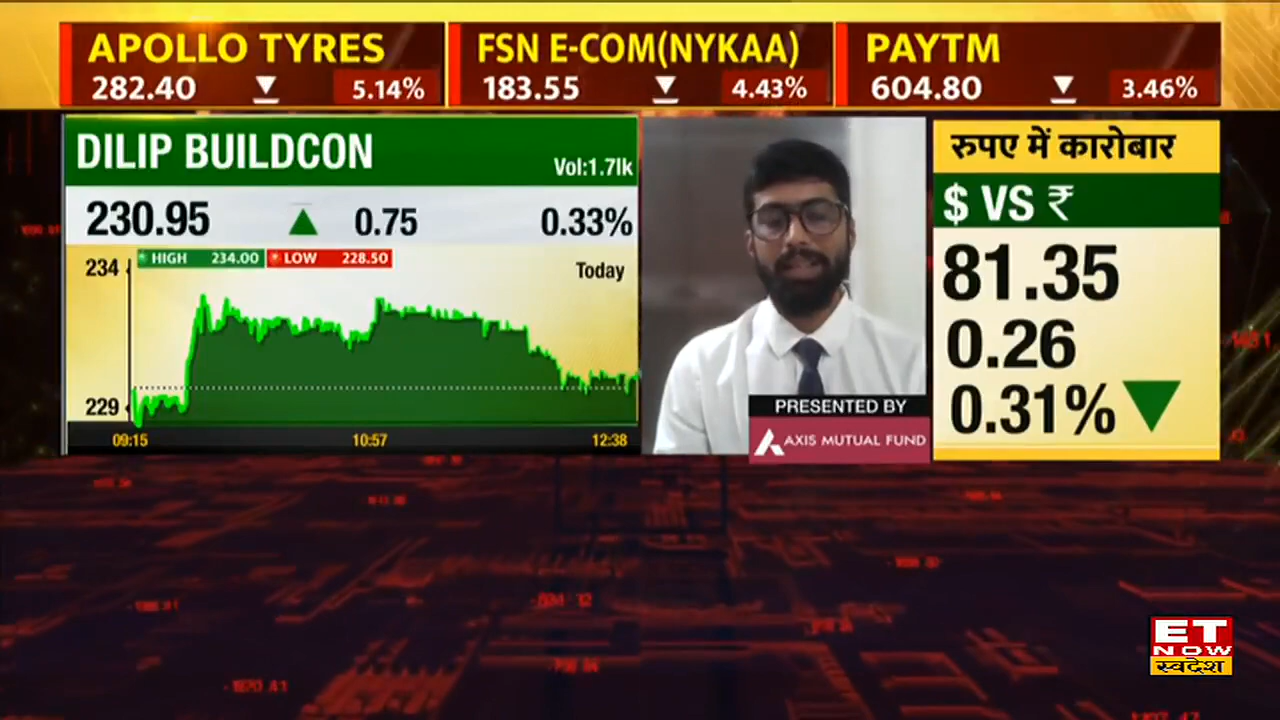 APOLLO TYRES
282.40 5.14%
FSN E-COM(NYKAA)
183.55 4.43%
PAYTM
604.80 3.46%
DILIP BUILDCON
Vol:1.7lk
230.95 0.75 0.33%
HIGH 234.00 LOW 228.50
Today
234
229
09:15 10:57 12:38
PRESENTED BY
AXIS MUTUAL FUND
रुपए में कारोबार
$ VS ₹
81.35
0.26
0.31%
ET
NOW
स्वदेश